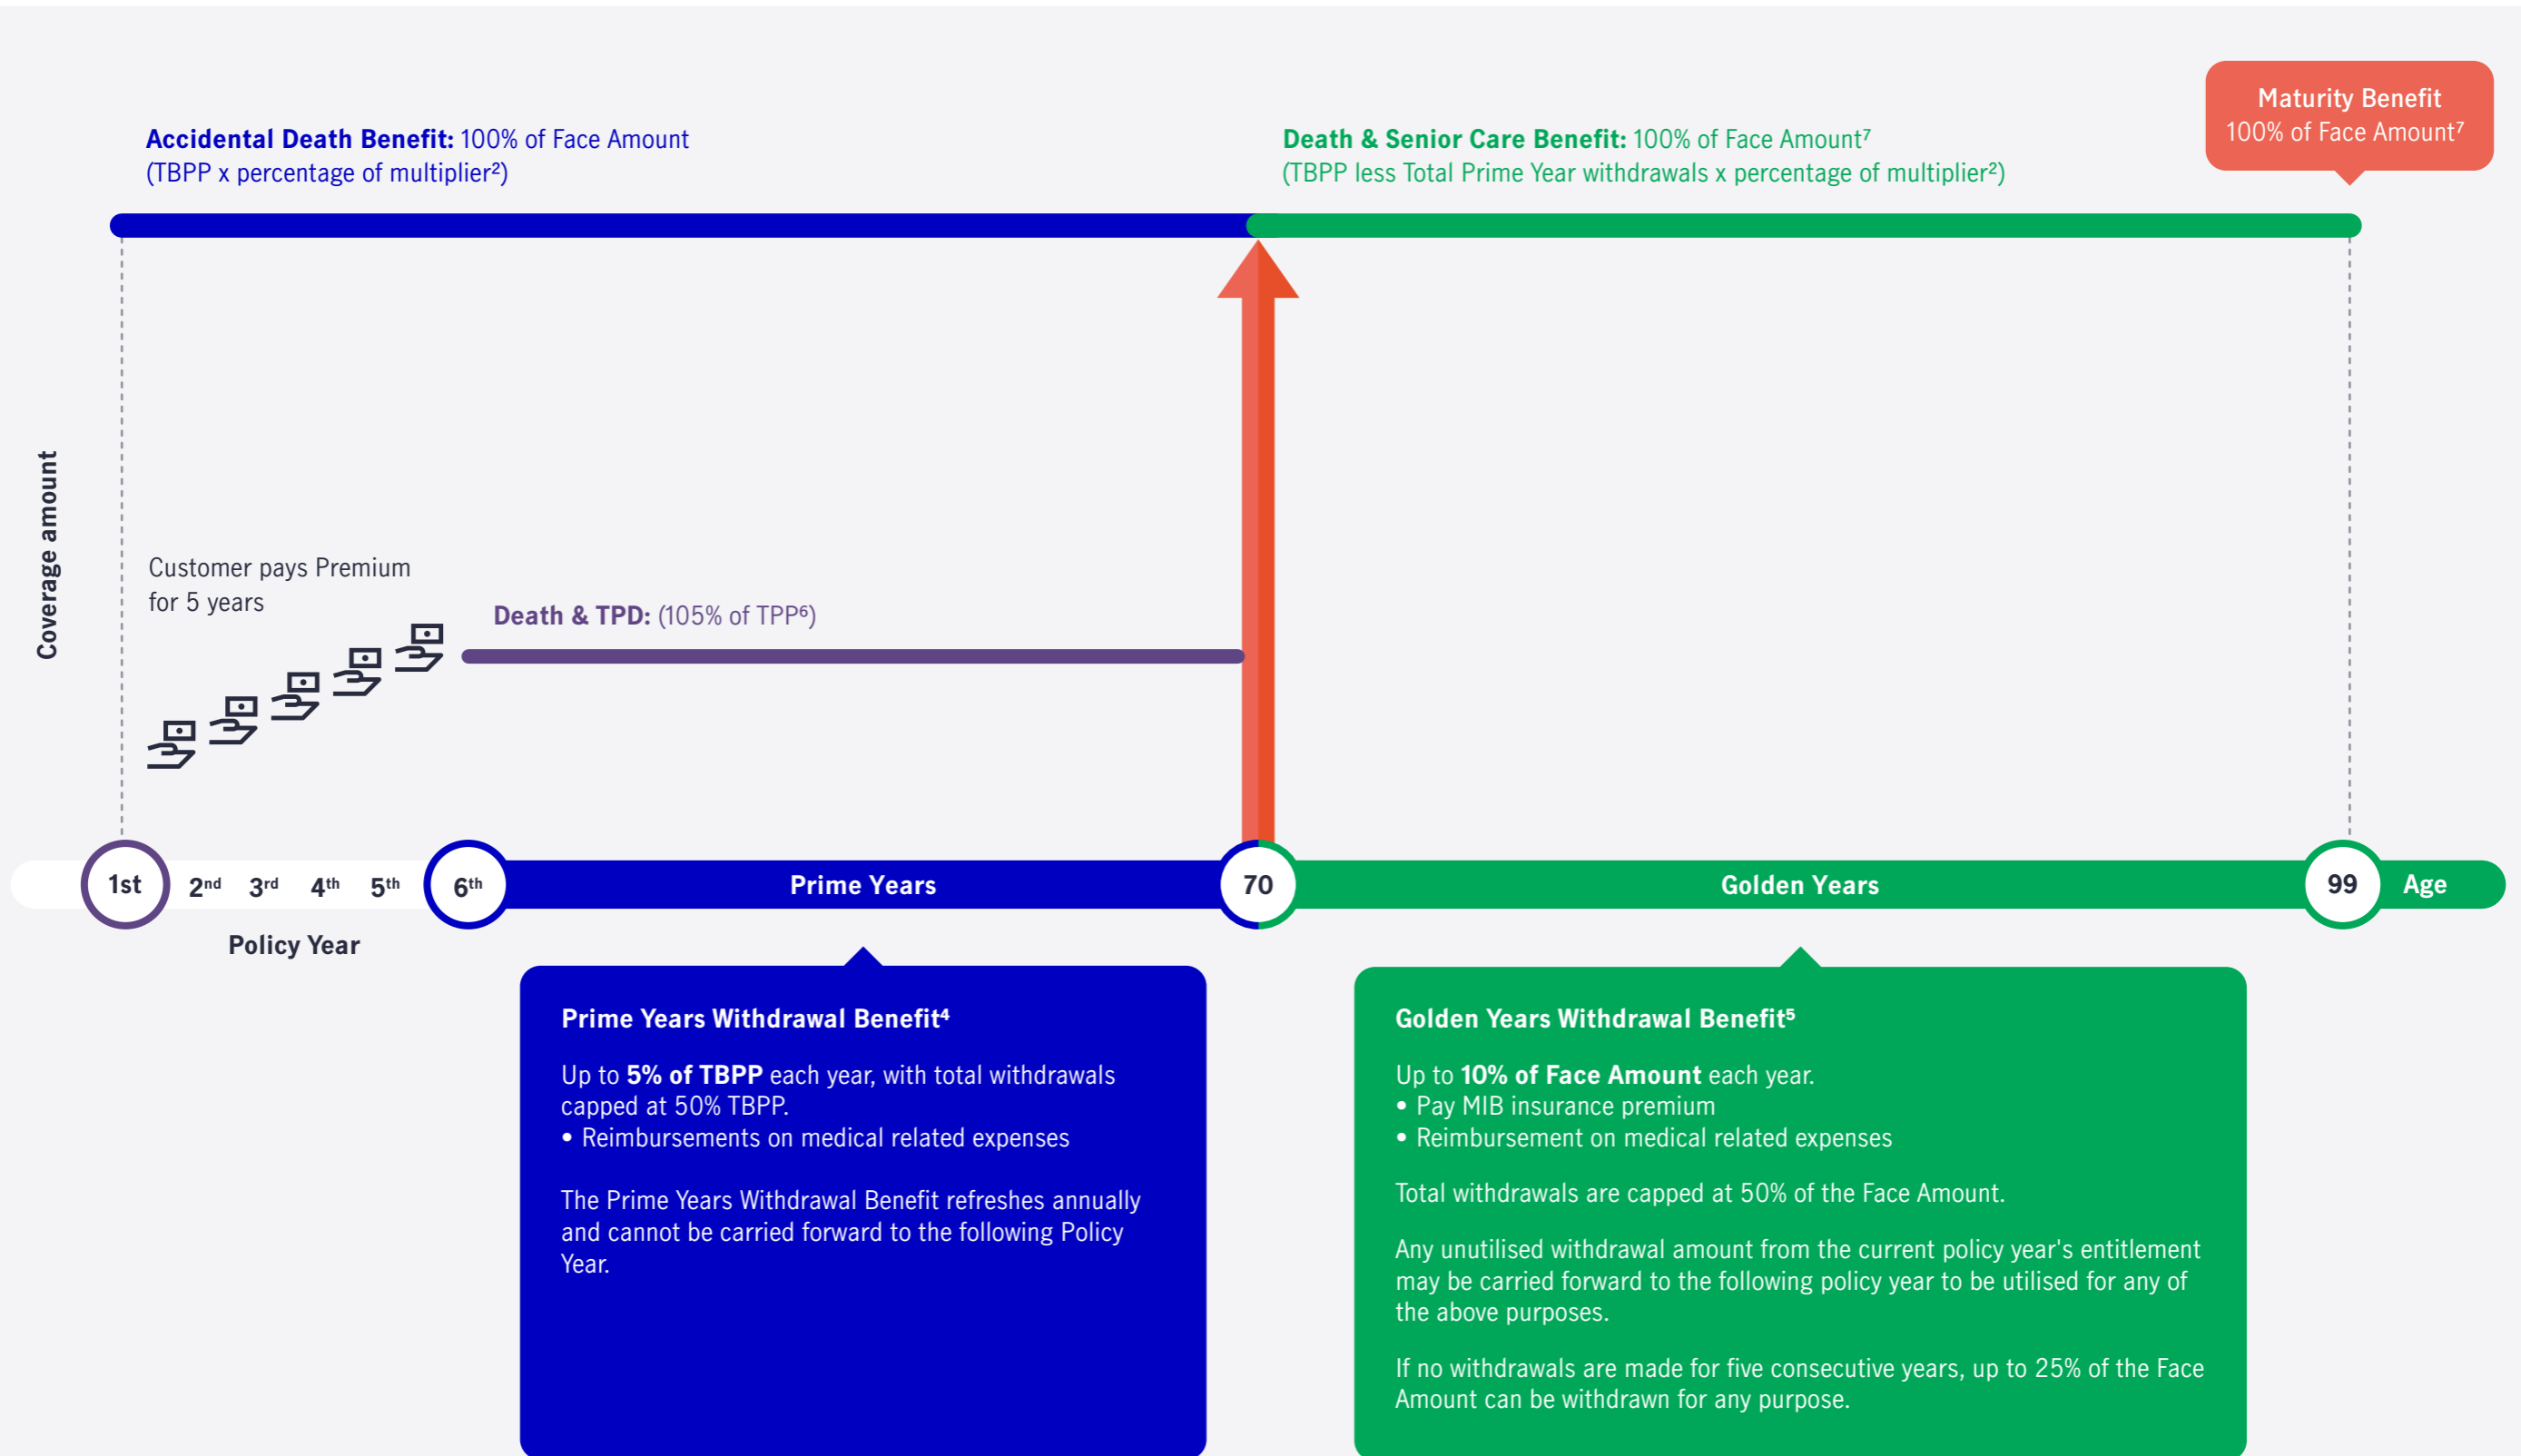 Maturity Benefit
100% of Face Amount⁷
Accidental Death Benefit: 100% of Face Amount
(TBPP x percentage of multiplier²)
Death & Senior Care Benefit: 100% of Face Amount⁷
(TBPP less Total Prime Year withdrawals x percentage of multiplier²)
Coverage amount
Customer pays Premium
for 5 years
Death & TPD: (105% of TPP⁶)
1st 2ⁿᵈ 3ʳᵈ 4ᵗʰ 5ᵗʰ 6ᵗʰ Prime Years 70 Golden Years 99 Age
Policy Year
Prime Years Withdrawal Benefit⁴
Up to 5% of TBPP each year, with total withdrawals
capped at 50% TBPP.
• Reimbursements on medical related expenses
The Prime Years Withdrawal Benefit refreshes annually
and cannot be carried forward to the following Policy
Year.
Golden Years Withdrawal Benefit⁵
Up to 10% of Face Amount each year.
• Pay MIB insurance premium
• Reimbursement on medical related expenses
Total withdrawals are capped at 50% of the Face Amount.
Any unutilised withdrawal amount from the current policy year's entitlement
may be carried forward to the following policy year to be utilised for any of
the above purposes.
If no withdrawals are made for five consecutive years, up to 25% of the Face
Amount can be withdrawn for any purpose.